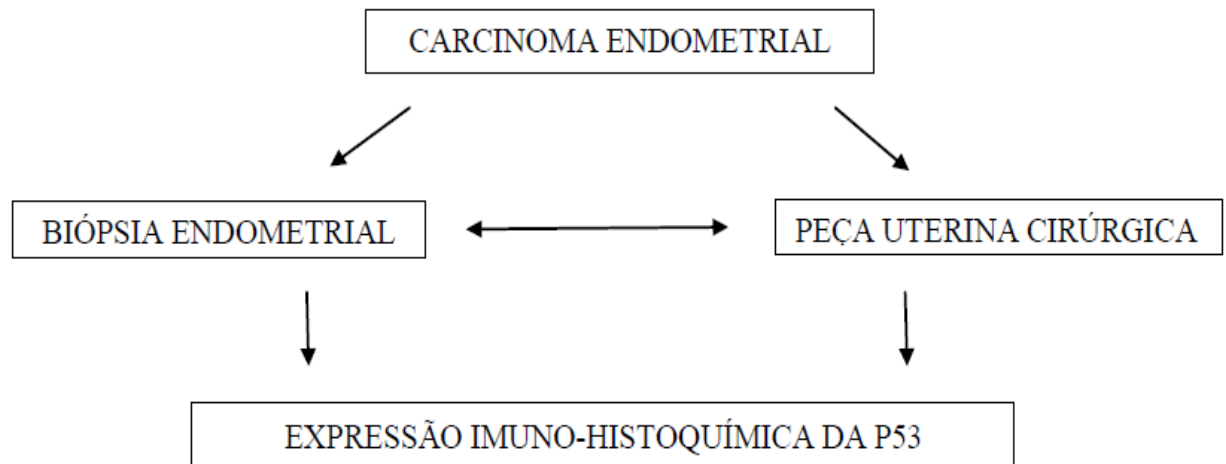 CARCINOMA ENDOMETRIAL
BIÓPSIA ENDOMETRIAL
PEÇA UTERINA CIRÚRGICA
EXPRESSÃO IMUNO-HISTOQUÍMICA DA P53